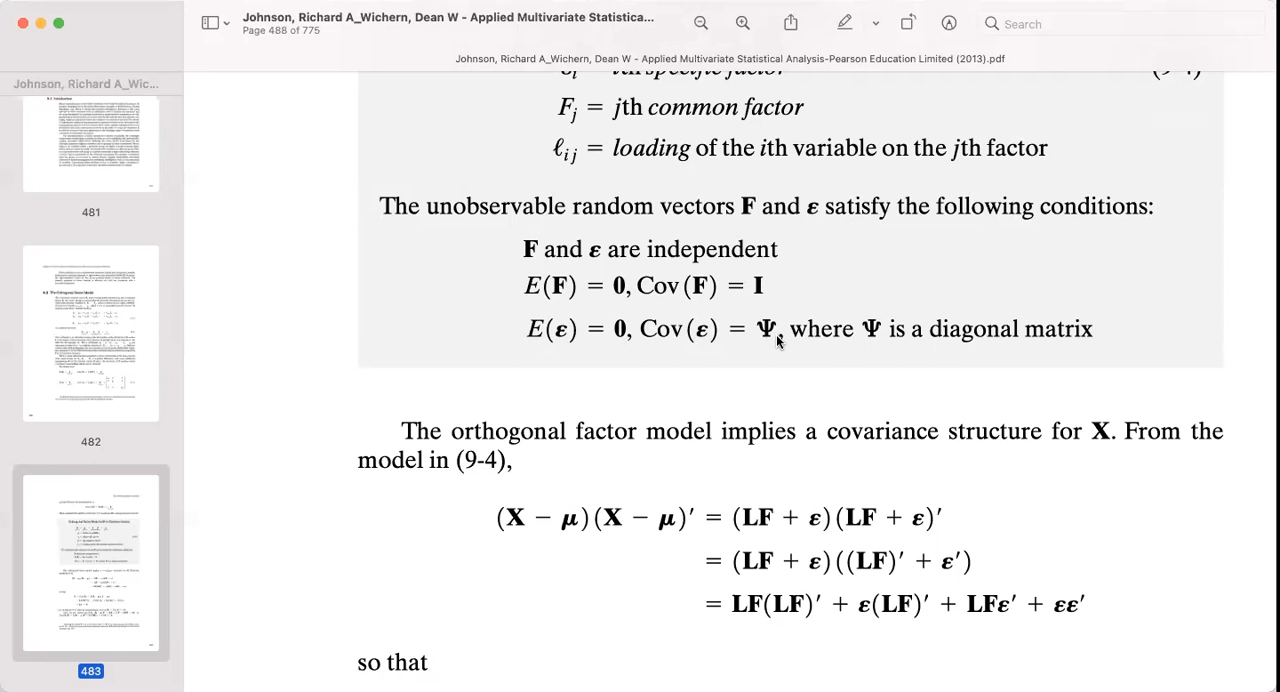 Johnson, Richard A_Wichern, Dean W - Applied Multivariate Statistica...
Page 488 of 775
Search
Johnson, Richard A_Wichern, Dean W - Applied Multivariate Statistical Analysis-Pearson Education Limited (2013).pdf
Johnson, Richard A_Wic...
481
482
483
specific factor (9-4)
Fⱼ = jth common factor
ℓᵢⱼ = loading of the ith variable on the jth factor
The unobservable random vectors F and ε satisfy the following conditions:
F and ε are independent
E(F) = 0, Cov(F) = I
E(ε) = 0, Cov(ε) = Ψ, where Ψ is a diagonal matrix
The orthogonal factor model implies a covariance structure for X. From the
model in (9-4),
(X − μ)(X − μ)′ = (LF + ε)(LF + ε)′
= (LF + ε)((LF)′ + ε′)
= LF(LF)′ + ε(LF)′ + LFε′ + εε′
so that